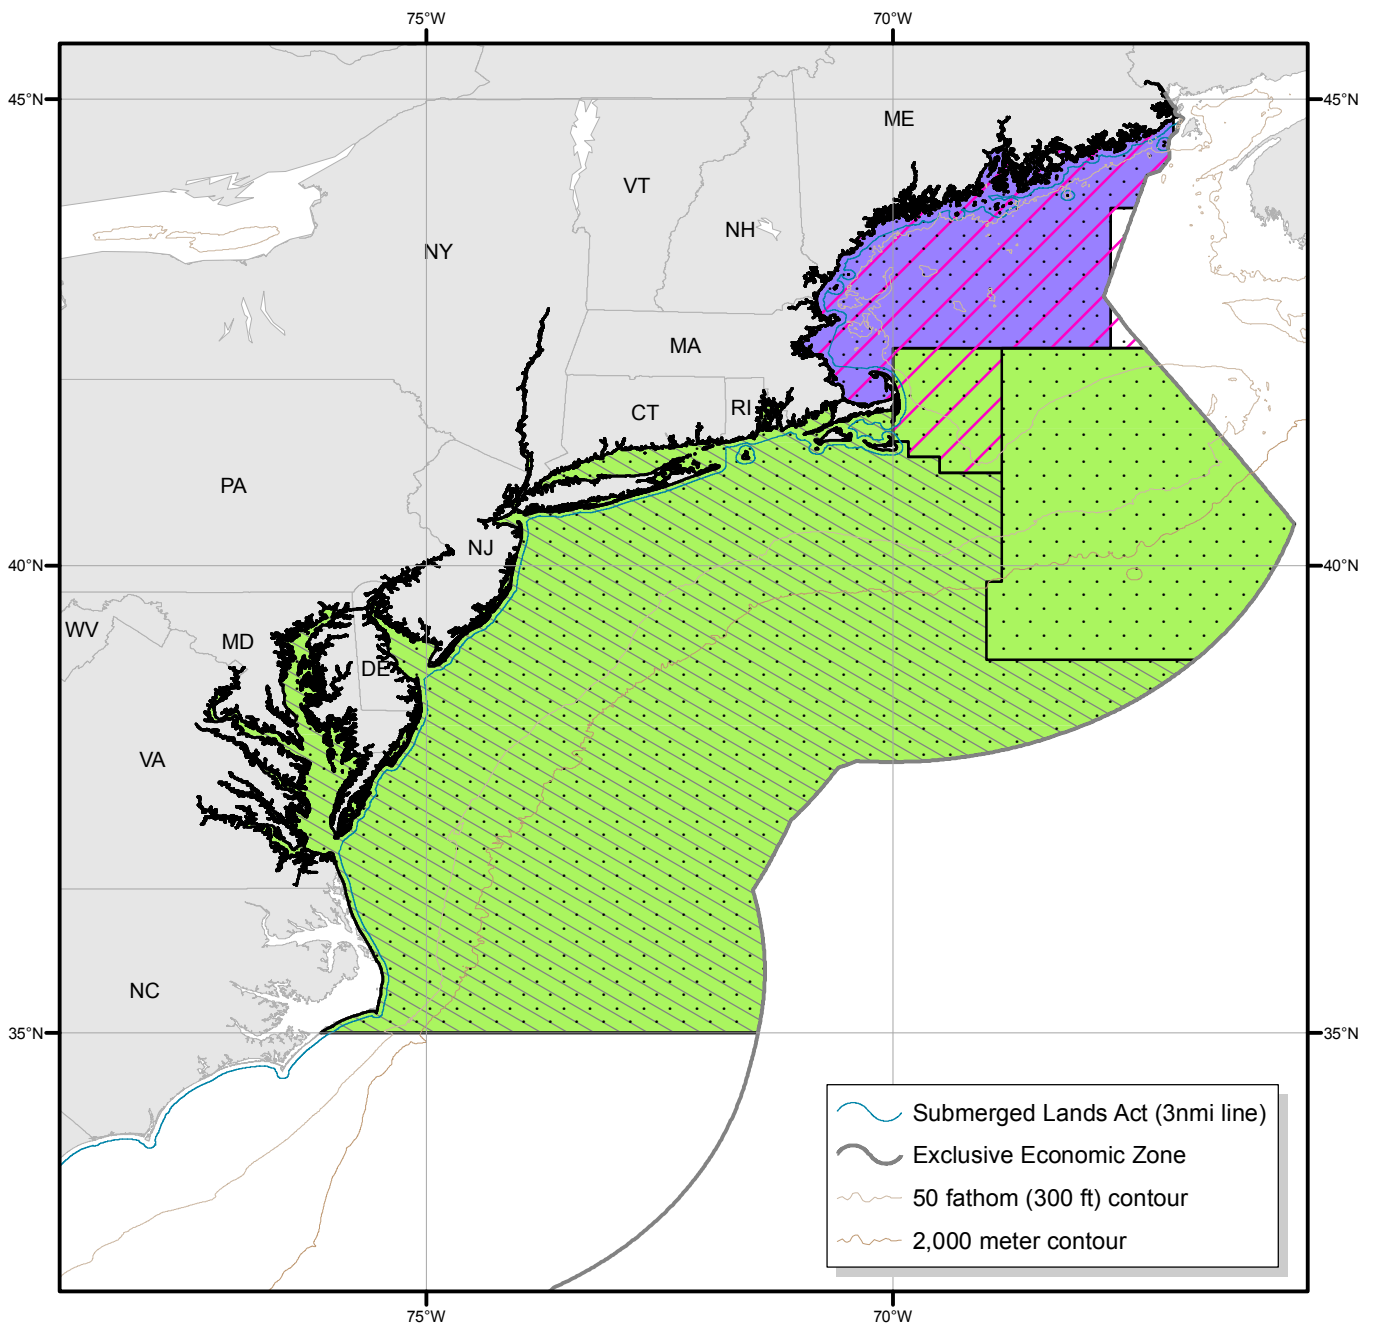 75°W 70°W
45°N 45°N
ME
VT
NH
NY
MA
RI
CT
PA
NJ
40°N 40°N
WV
MD
DE
VA
NC
35°N 35°N
Submerged Lands Act (3nmi line)
Exclusive Economic Zone
50 fathom (300 ft) contour
2,000 meter contour
75°W 70°W